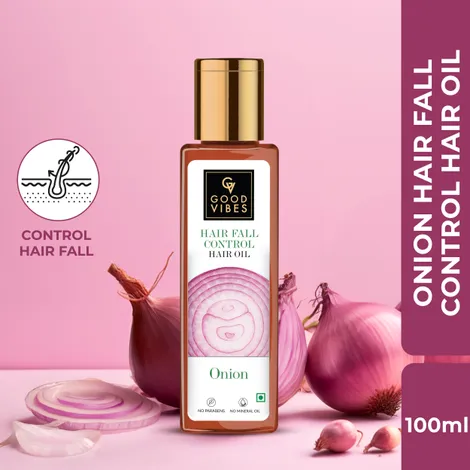 CONTROL
HAIR FALL
GV
GOOD
VIBES
HAIR FALL
CONTROL
HAIR OIL
Onion
NO PARABENS
NO MINERAL OIL
ONION HAIR FALL
CONTROL HAIR OIL
100ml